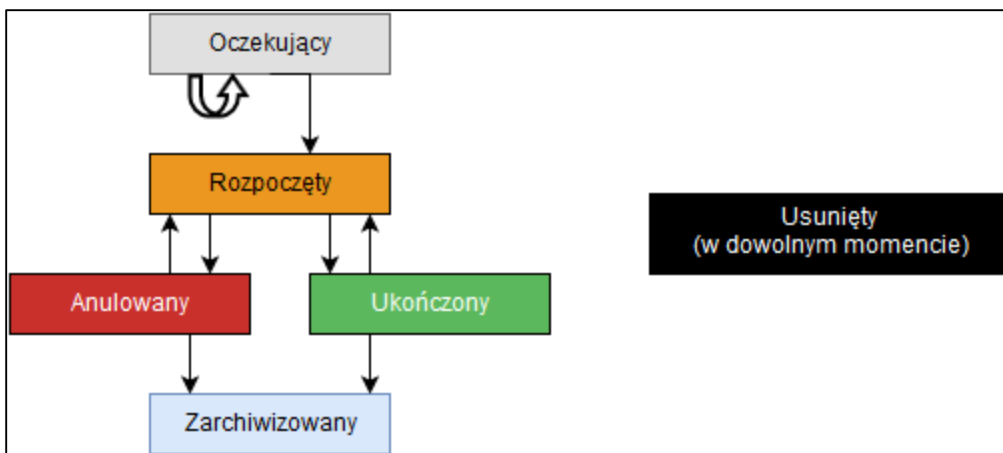 Oczekujący
Rozpoczęty
Usunięty
(w dowolnym momencie)
Anulowany
Ukończony
Zarchiwizowany